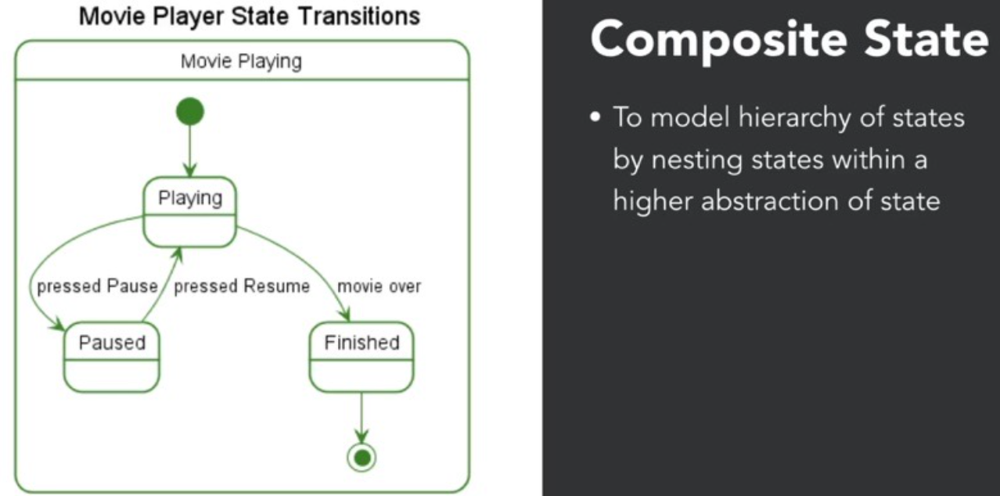 Movie Player State Transitions
Movie Playing
Playing
pressed Pause
pressed Resume
movie over
Paused
Finished
Composite State
• To model hierarchy of states
by nesting states within a
higher abstraction of state